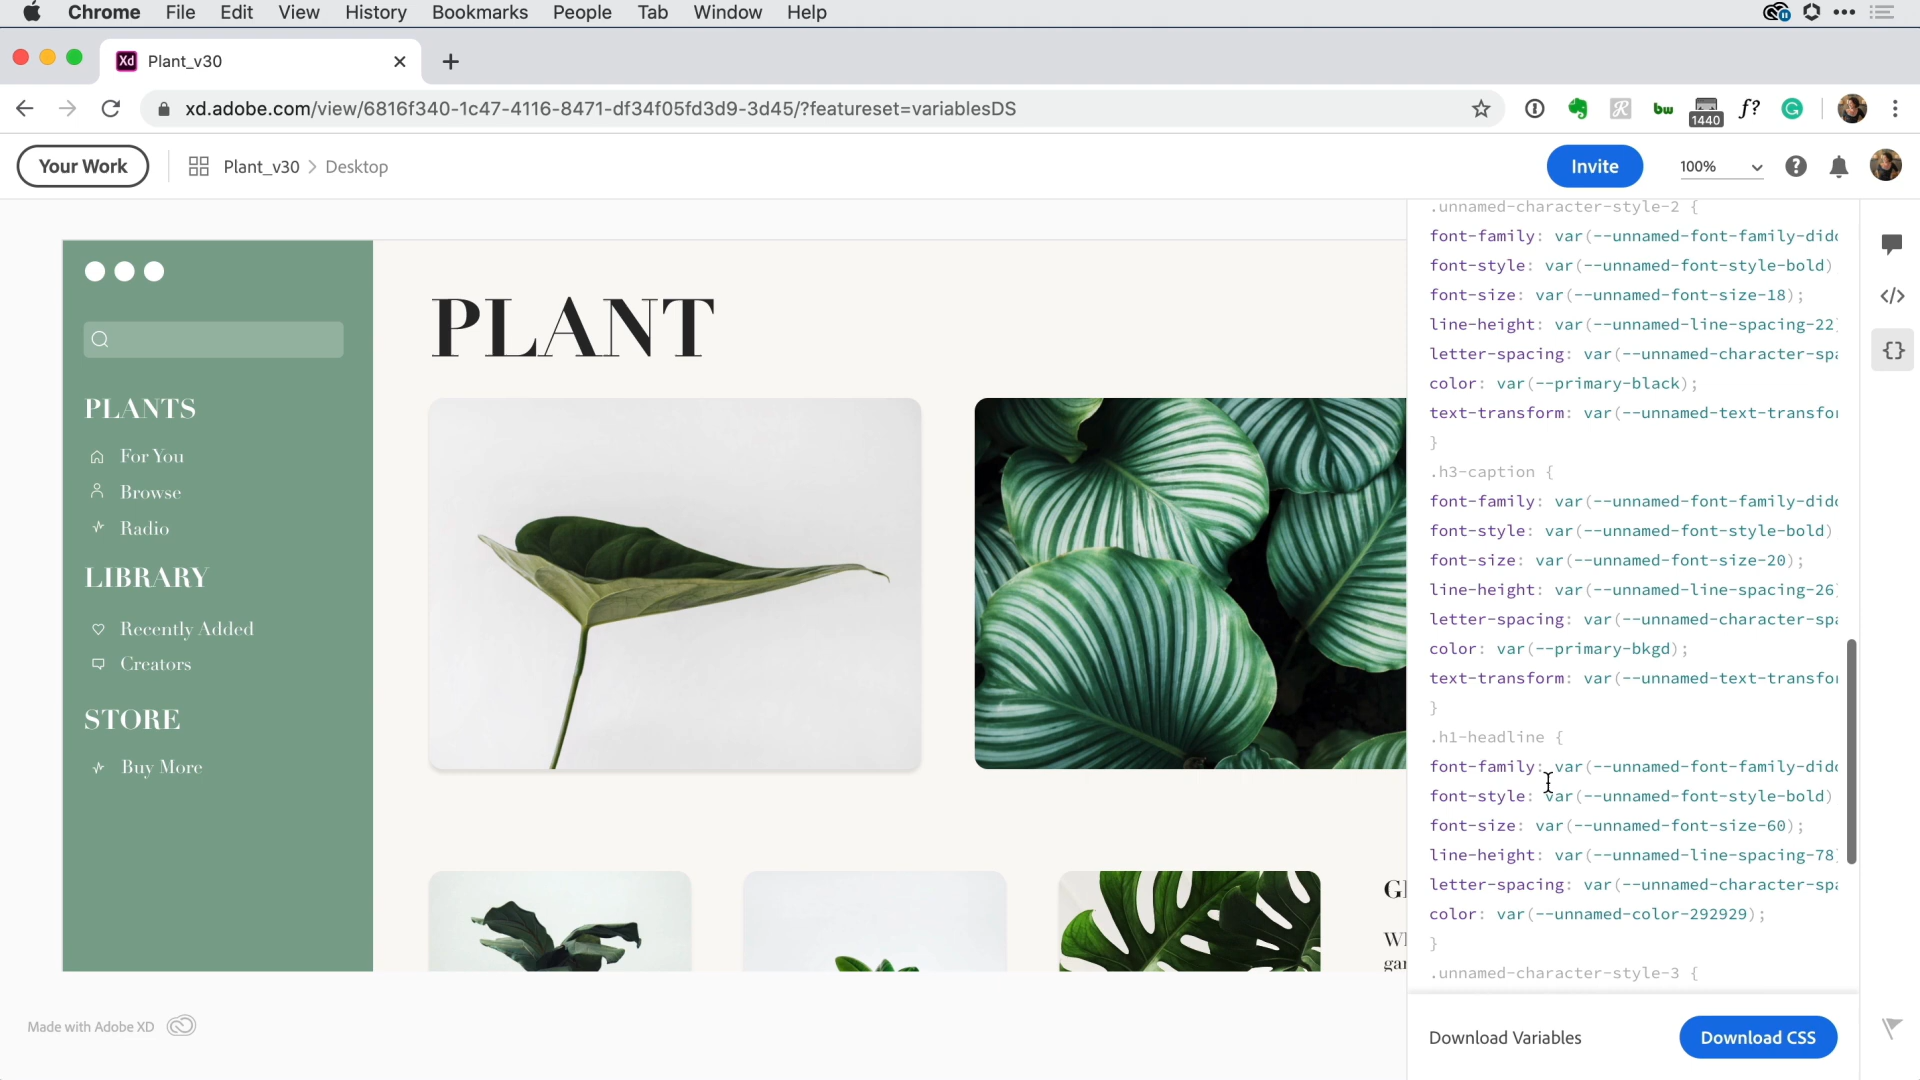 Chrome File Edit View History Bookmarks People Tab Window Help
Xd Plant_v30
xd.adobe.com/view/6816f340-1c47-4116-8471-df34f05fd3d9-3d45/?featureset=variablesDS
bw 1440 f?
Your Work Plant_v30 > Desktop Invite 100%
PLANT
PLANTS
For You
Browse
Radio
LIBRARY
Recently Added
Creators
STORE
Buy More
Made with Adobe XD
.unnamed-character-style-2 {
font-family: var(--unnamed-font-family-dido
font-style: var(--unnamed-font-style-bold)
font-size: var(--unnamed-font-size-18);
line-height: var(--unnamed-line-spacing-22)
letter-spacing: var(--unnamed-character-spa
color: var(--primary-black);
text-transform: var(--unnamed-text-transfor
}
.h3-caption {
font-family: var(--unnamed-font-family-dido
font-style: var(--unnamed-font-style-bold)
font-size: var(--unnamed-font-size-20);
line-height: var(--unnamed-line-spacing-26)
letter-spacing: var(--unnamed-character-spa
color: var(--primary-bkgd);
text-transform: var(--unnamed-text-transfor
}
.h1-headline {
font-family: var(--unnamed-font-family-dido
font-style: var(--unnamed-font-style-bold)
font-size: var(--unnamed-font-size-60);
line-height: var(--unnamed-line-spacing-78)
letter-spacing: var(--unnamed-character-spa
color: var(--unnamed-color-292929);
}
.unnamed-character-style-3 {
Download Variables Download CSS